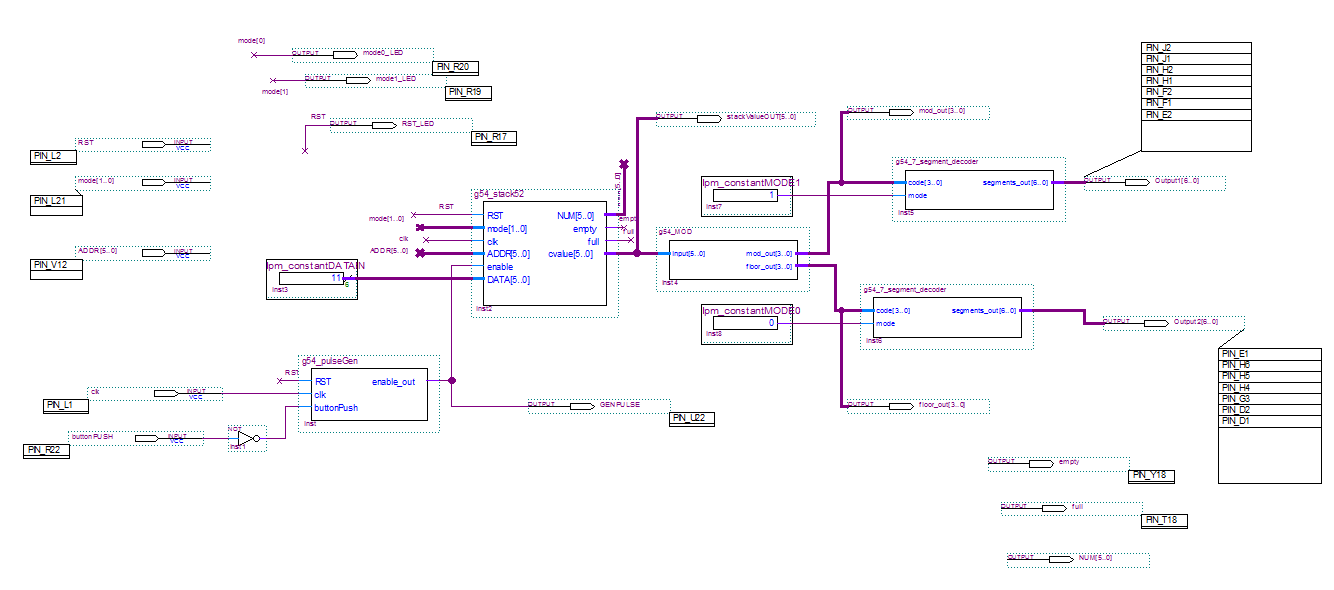 mode[0]
OUTPUT
mode0_LED
PIN_R20
OUTPUT
mode1_LED
mode[1]
PIN_R19
RST
OUTPUT
RST_LED
PIN_R17
RST
INPUT
VCC
PIN_L2
mode[1..0]
INPUT
VCC
PIN_L21
ADDR[5..0]
INPUT
VCC
PIN_V12
g54_stack52
RST
mode[1..0]
clk
ADDR[5..0]
RST
mode[1..0]
clk
ADDR[5..0]
enable
DATA[5..0]
NUM[5..0]
empty
full
cvalue[5..0]
inst2
full
lpm_constantDATAIN
11
6
inst3
OUTPUT
stackValueOUT[5..0]
OUTPUT
mod_out[3..0]
PIN_J2
PIN_J1
PIN_H2
PIN_H1
PIN_F2
PIN_F1
PIN_E2
lpm_constantMODE1
1
inst7
g54_7_segment_decoder
code[3..0]
mode
segments_out[6..0]
inst5
OUTPUT
Output1[6..0]
g54_MOD
input[5..0]
mod_out[3..0]
floor_out[3..0]
inst4
lpm_constantMODE0
0
inst8
g54_7_segment_decoder
code[3..0]
mode
segments_out[6..0]
inst6
OUTPUT
Output2[6..0]
PIN_E1
PIN_H6
PIN_H5
PIN_H4
PIN_G3
PIN_D2
PIN_D1
g54_pulseGen
RST
RST
clk
buttonPush
enable_out
inst
clk
INPUT
VCC
PIN_L1
buttonPUSH
INPUT
VCC
PIN_R22
NOT
inst1
OUTPUT
GENPULSE
PIN_U22
OUTPUT
floor_out[3..0]
OUTPUT
empty
PIN_Y18
OUTPUT
full
PIN_T18
OUTPUT
NUM[5..0]